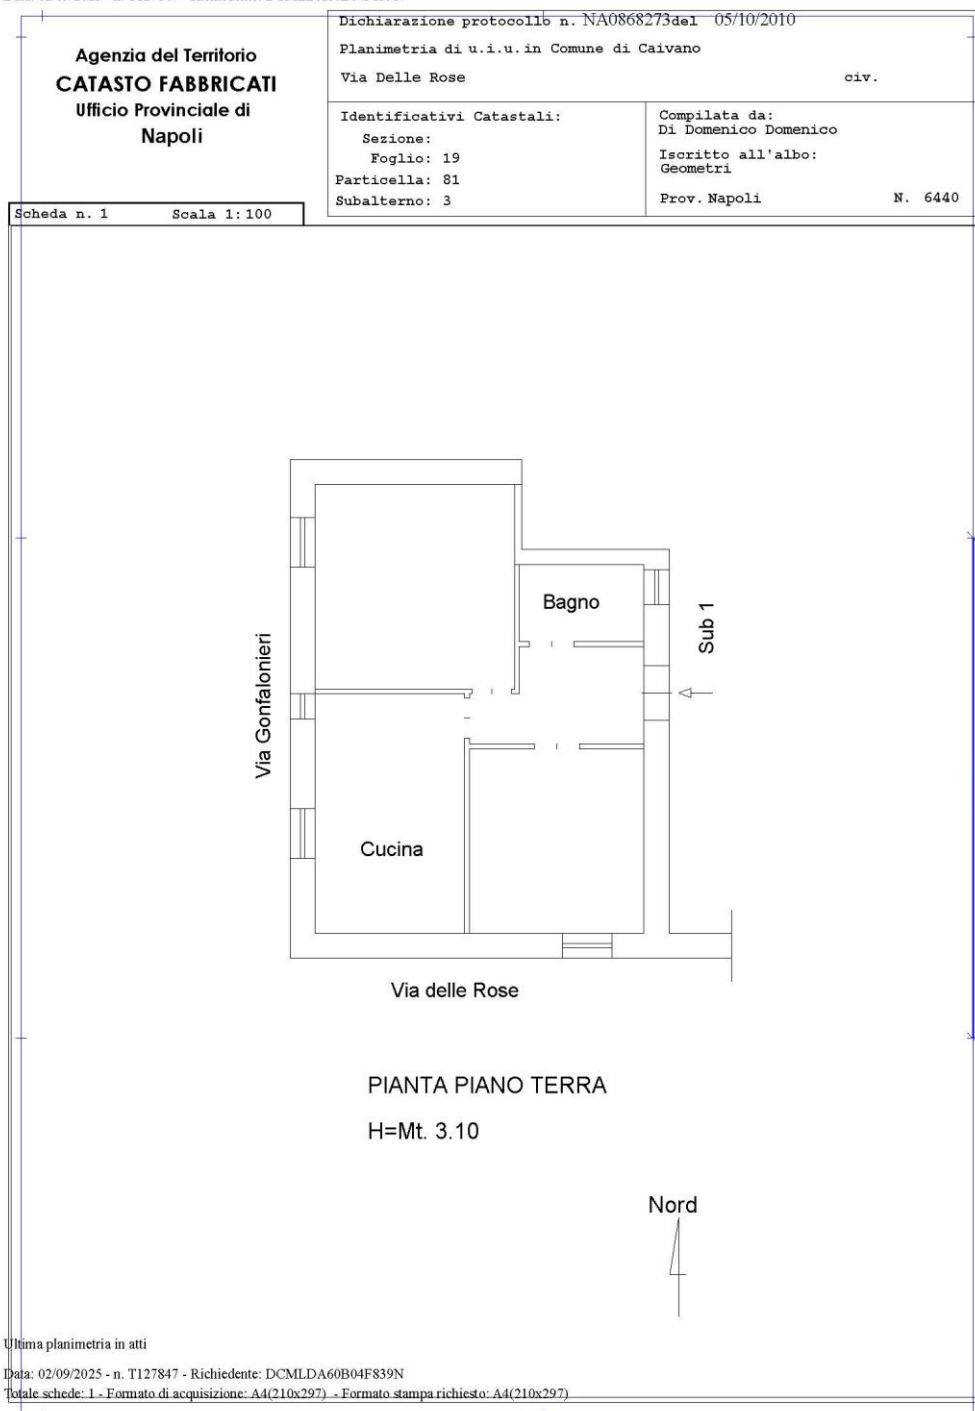 Agenzia del Territorio
CATASTO FABBRICATI
Ufficio Provinciale di
Napoli
Dichiarazione protocollo n. NA0868273del 05/10/2010
Planimetria di u.i.u. in Comune di Caivano
Via Delle Rose civ.
Identificativi Catastali:
Sezione:
Foglio: 19
Particella: 81
Subalterno: 3
Compilata da:
Di Domenico Domenico
Iscritto all'albo:
Geometri
Prov. Napoli N. 6440
Scheda n. 1 Scala 1:100
Bagno
Sub 1
Via Gonfalonieri
Cucina
Via delle Rose
PIANTA PIANO TERRA
H=Mt. 3.10
Nord
Ultima planimetria in atti
Data: 02/09/2025 - n. T127847 - Richiedente: DCMLDA60B04F839N
Totale schede: 1 - Formato di acquisizione: A4(210x297) - Formato stampa richiesto: A4(210x297)